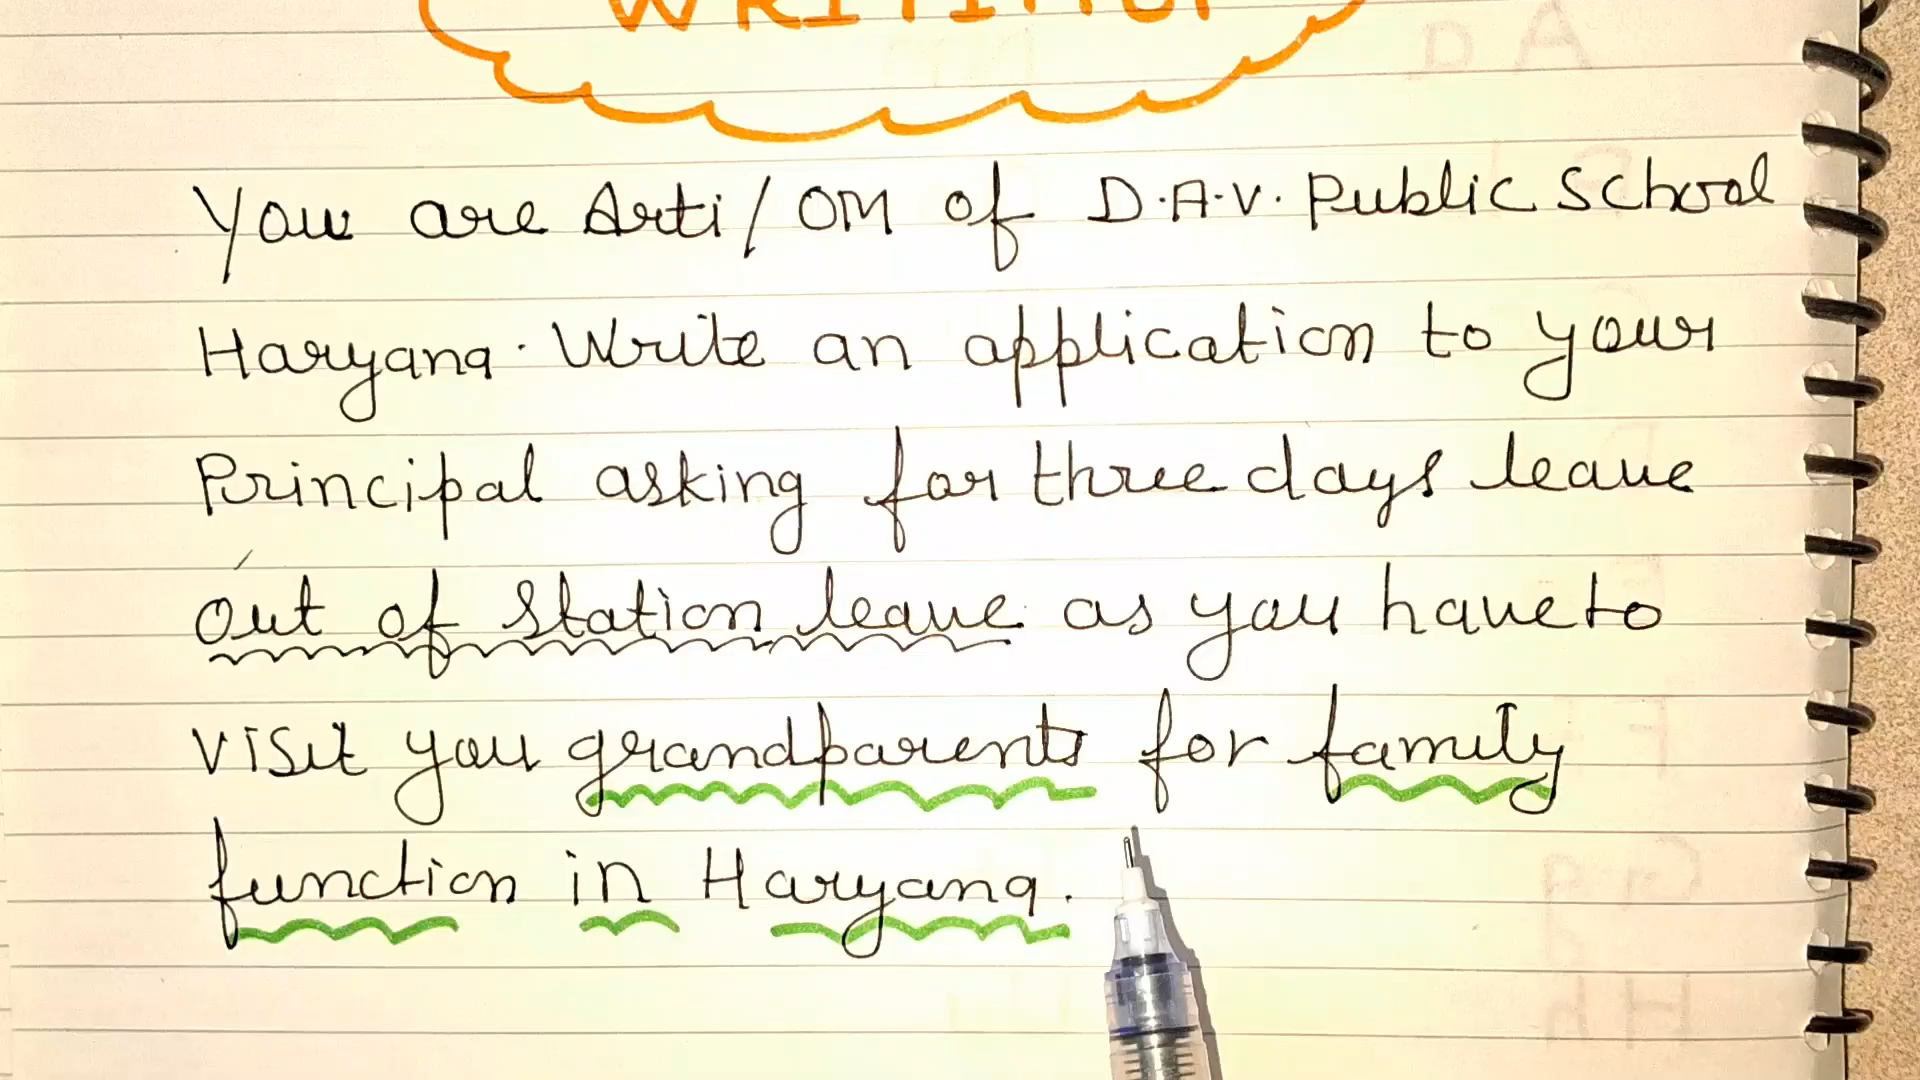 WRITING
You are Arti/OM of D.A.V. Public School
Haryana. Write an application to your
Principal asking for three days leave
out of station leave as you have to
visit you grandparents for family
function in Haryana.